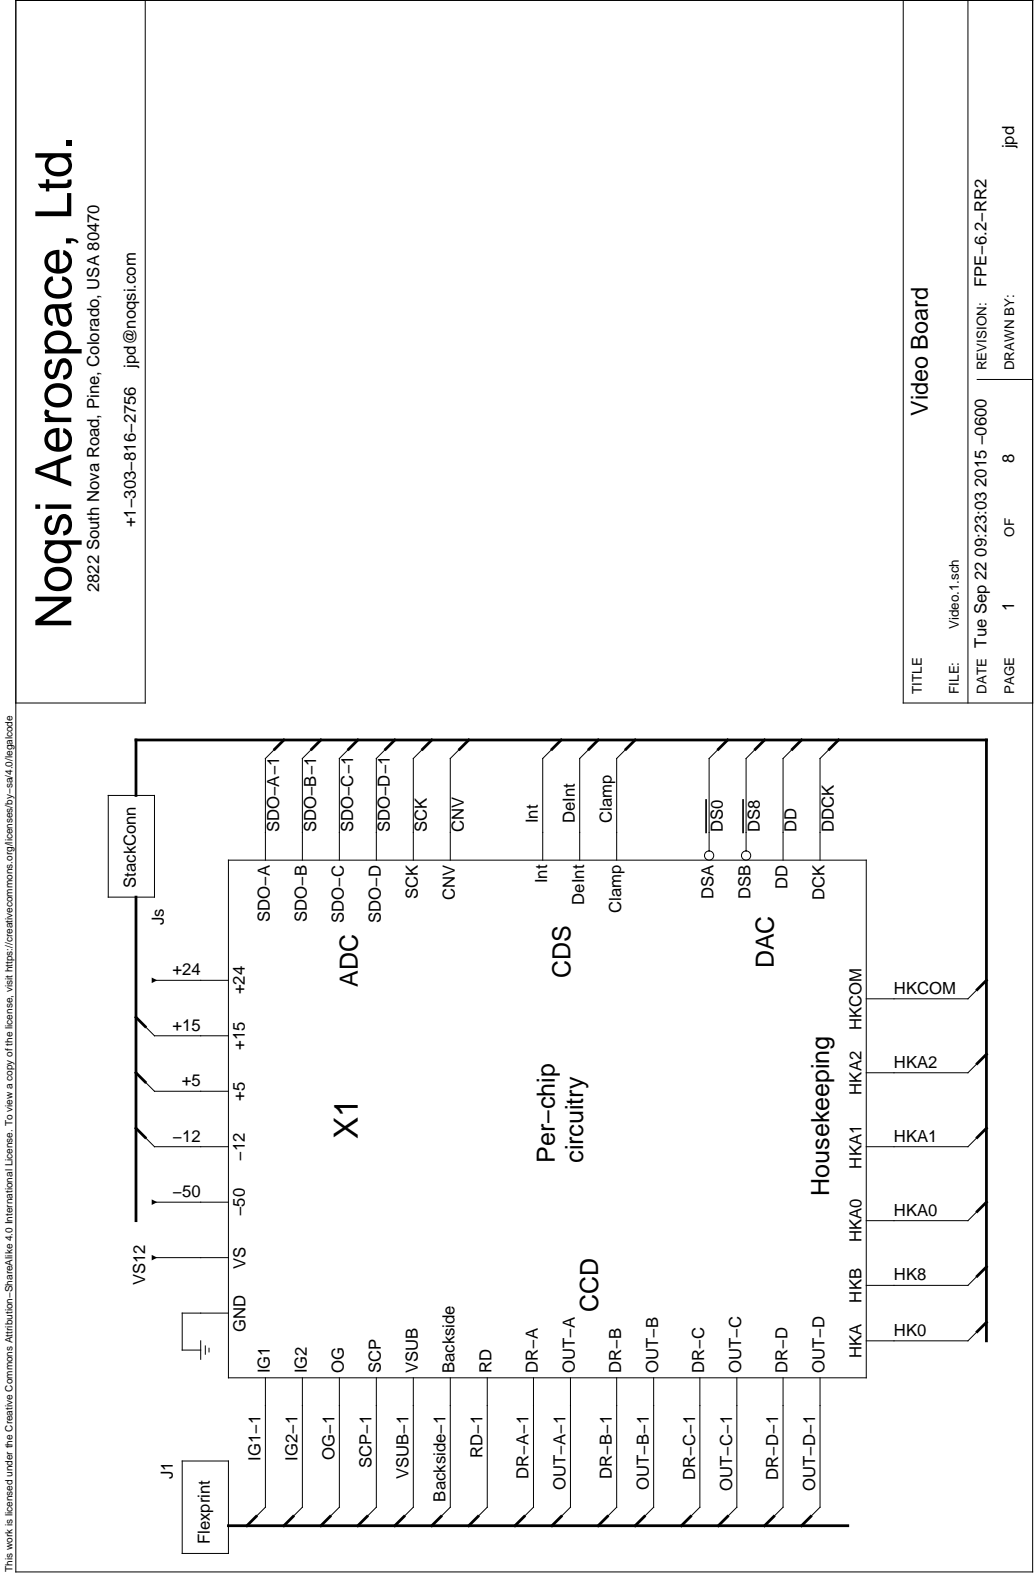 This work is licensed under the Creative Commons Attribution−ShareAlike 4.0 International License. To view a copy of the license, visit https://creativecommons.org/licenses/by−sa/4.0/legalcode
Noqsi Aerospace, Ltd.
2822 South Nova Road, Pine, Colorado, USA 80470
+1−303−816−2756 jpd@noqsi.com
StackConn
Js
VS12
−50
−12
+5
+15
+24
GND
VS
−50
−12
+5
+15
+24
J1
Flexprint
IG1−1
IG2−1
OG−1
SCP−1
VSUB−1
Backside−1
RD−1
DR−A−1
OUT−A−1
DR−B−1
OUT−B−1
DR−C−1
OUT−C−1
DR−D−1
OUT−D−1
IG1
IG2
OG
SCP
VSUB
Backside
RD
DR−A
OUT−A
DR−B
OUT−B
DR−C
OUT−C
DR−D
OUT−D
CCD
X1
Per−chip
circuitry
ADC
CDS
DAC
Housekeeping
SDO−A
SDO−B
SDO−C
SDO−D
SCK
CNV
Int
DeInt
Clamp
DSA
DSB
DD
DCK
SDO−A−1
SDO−B−1
SDO−C−1
SDO−D−1
SCK
CNV
Int
DeInt
Clamp
DS0
DS8
DD
DDCK
HKA
HKB
HKA0
HKA1
HKA2
HKCOM
HK0
HK8
HKA0
HKA1
HKA2
HKCOM
TITLE
Video Board
FILE: Video.1.sch
DATE Tue Sep 22 09:23:03 2015 −0600
REVISION: FPE−6.2−RR2
PAGE 1 OF 8
DRAWN BY: jpd